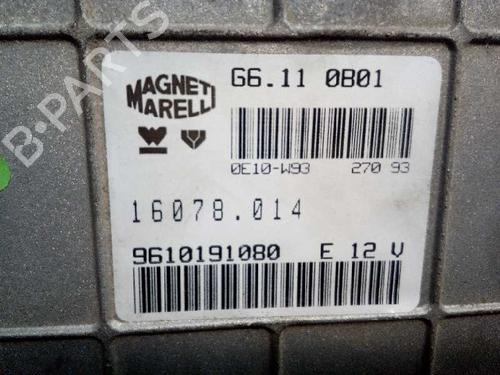 B-PARTS
MAGNETI
MARELLI
G6.11 0B01
0E10-W93 270 93
16078.014
9610191080 E 12 V